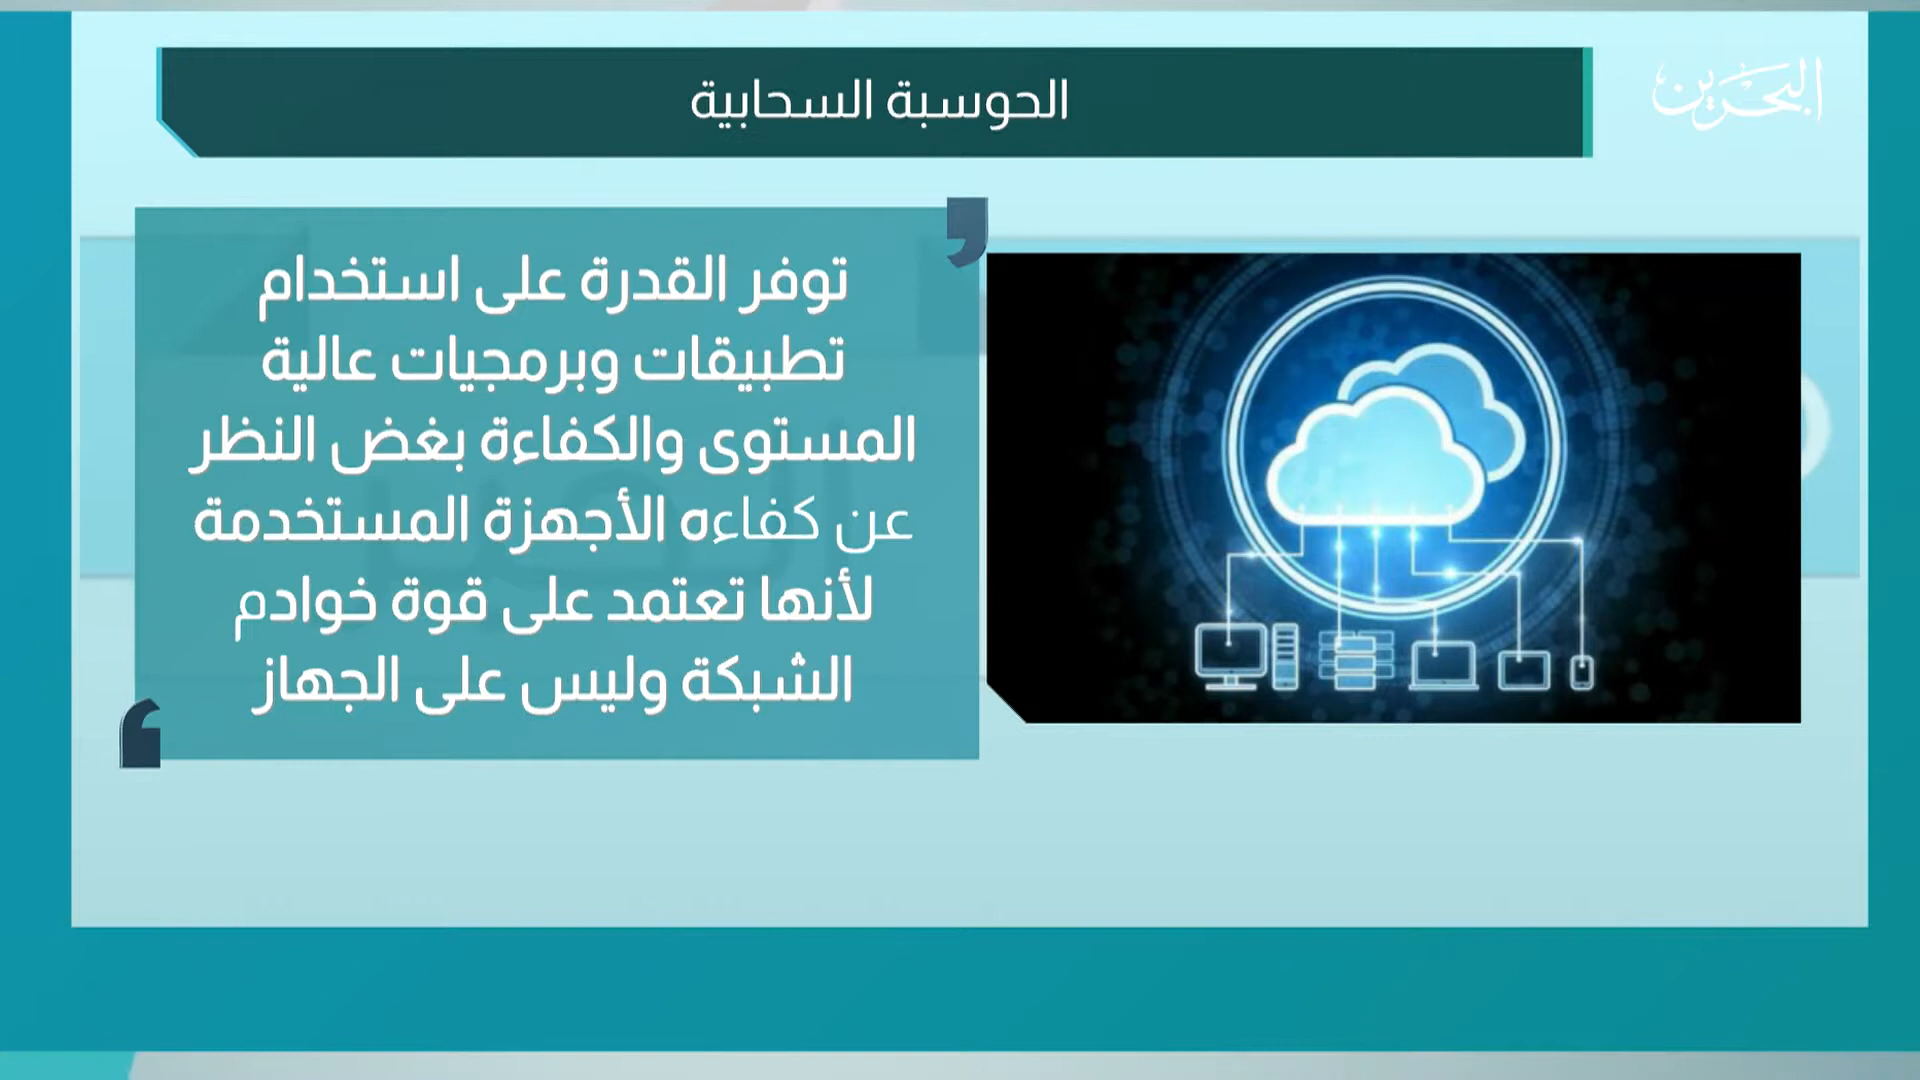 الحوسبة السحابية
البحرين
توفر القدرة على استخدام
تطبيقات وبرمجيات عالية
المستوى والكفاءة بغض النظر
عن كفاءه الأجهزة المستخدمة
لأنها تعتمد على قوة خوادم
الشبكة وليس على الجهاز